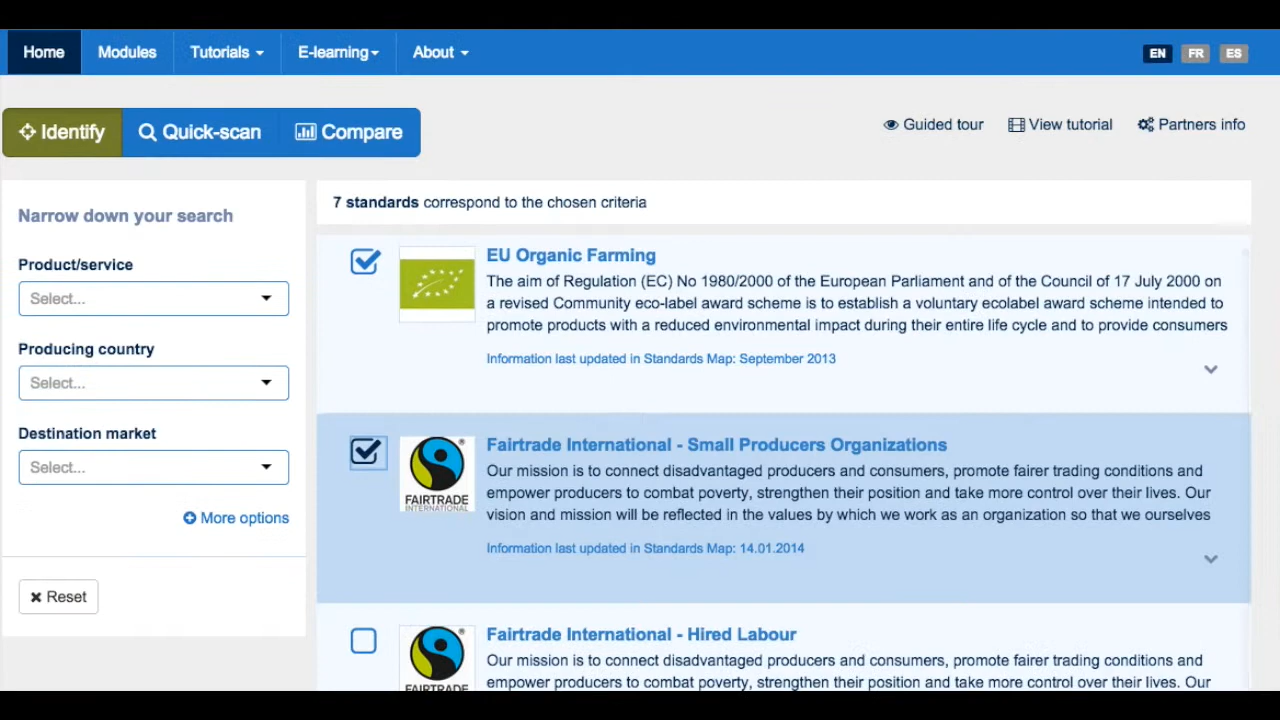 Home Modules Tutorials E-learning About EN FR ES
Identify Quick-scan Compare Guided tour View tutorial Partners info
Narrow down your search
Product/service
Select...
Producing country
Select...
Destination market
Select...
More options
Reset
7 standards correspond to the chosen criteria
EU Organic Farming
The aim of Regulation (EC) No 1980/2000 of the European Parliament and of the Council of 17 July 2000 on
a revised Community eco-label award scheme is to establish a voluntary ecolabel award scheme intended to
promote products with a reduced environmental impact during their entire life cycle and to provide consumers
Information last updated in Standards Map: September 2013
FAIRTRADE
INTERNATIONAL
Fairtrade International - Small Producers Organizations
Our mission is to connect disadvantaged producers and consumers, promote fairer trading conditions and
empower producers to combat poverty, strengthen their position and take more control over their lives. Our
vision and mission will be reflected in the values by which we work as an organization so that we ourselves
Information last updated in Standards Map: 14.01.2014
FAIRTRADE
Fairtrade International - Hired Labour
Our mission is to connect disadvantaged producers and consumers, promote fairer trading conditions and
empower producers to combat poverty, strengthen their position and take more control over their lives. Our